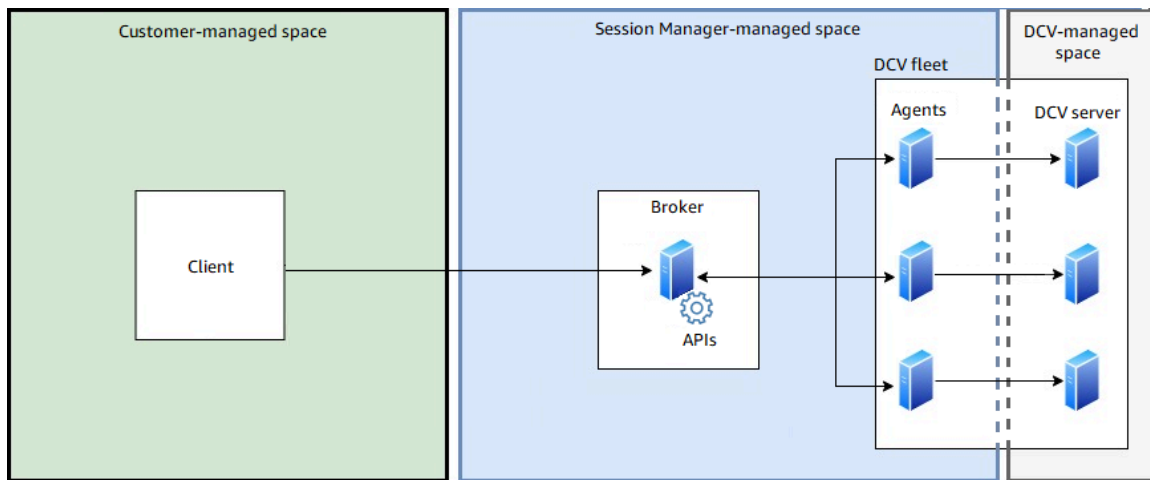 Customer-managed space
Session Manager-managed space
DCV-managed
space
DCV fleet
Agents
DCV server
Broker
Client
APIs